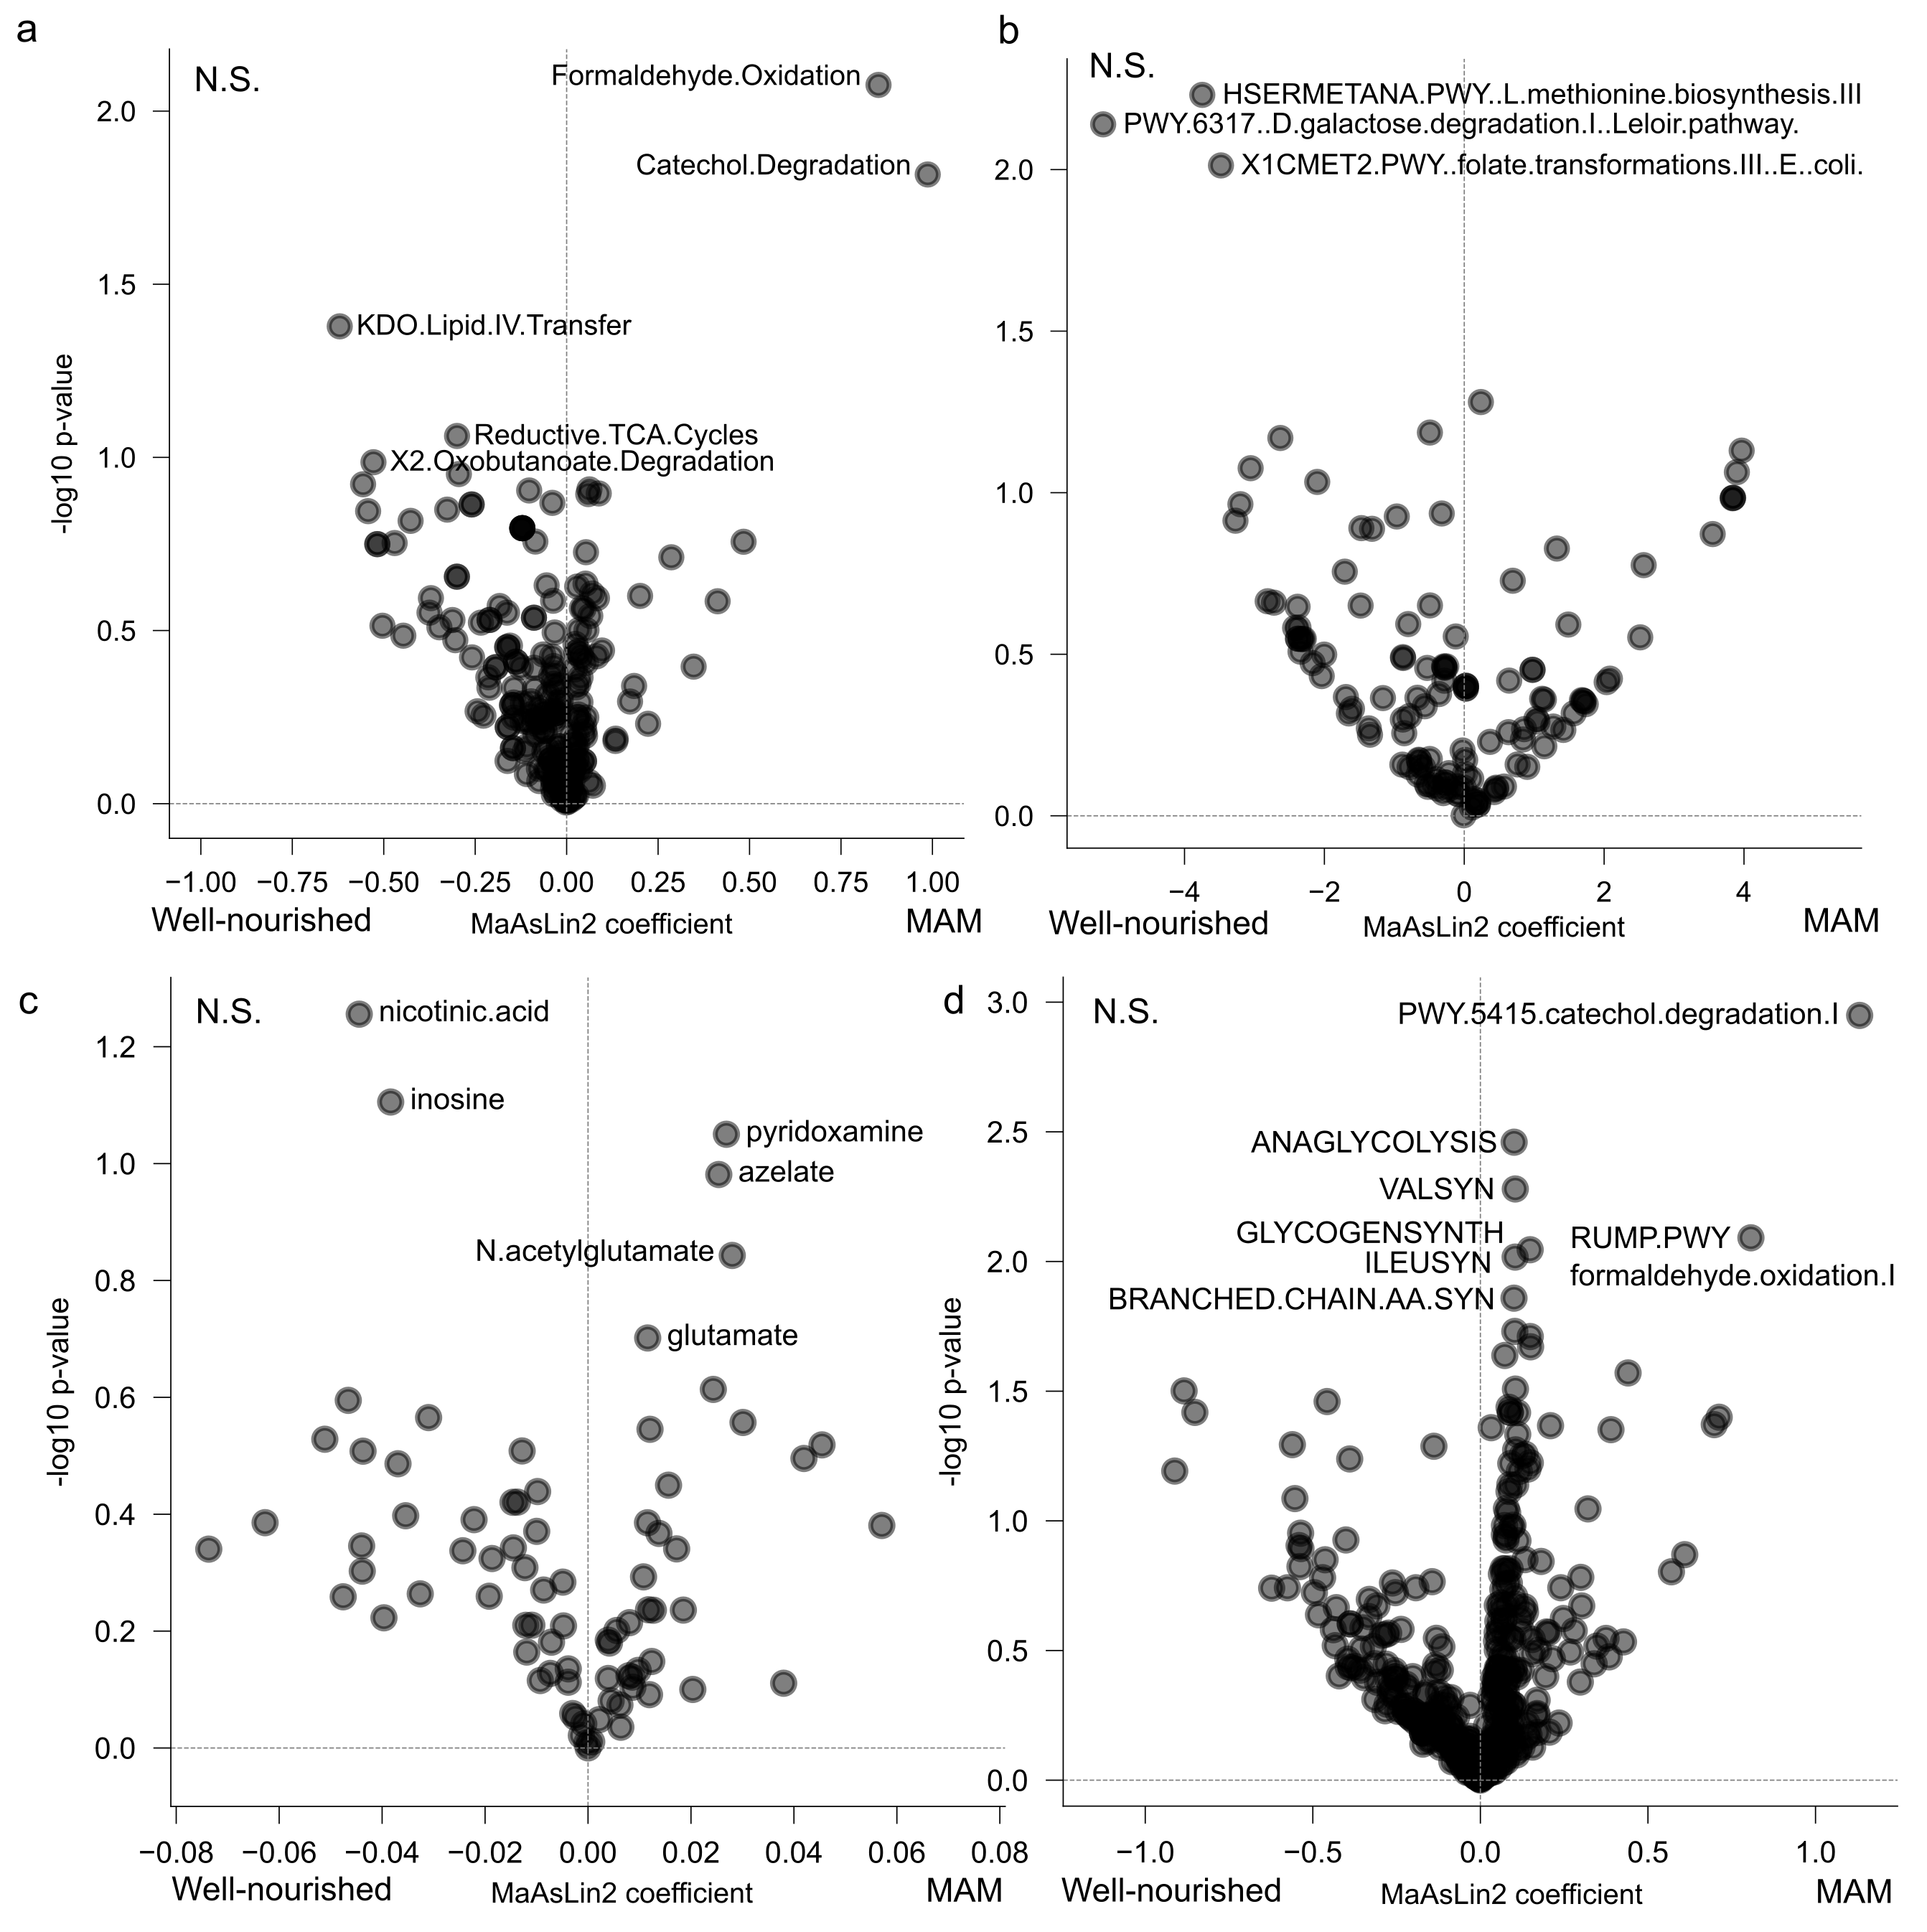 a
N.S.
Formaldehyde.Oxidation
Catechol.Degradation
KDO.Lipid.IV.Transfer
Reductive.TCA.Cycles
X2.Oxobutanoate.Degradation
-log10 p-value
2.0
1.5
1.0
0.5
0.0
−1.00 −0.75 −0.50 −0.25 0.00 0.25 0.50 0.75 1.00
Well-nourished MaAsLin2 coefficient MAM
b
N.S.
HSERMETANA.PWY..L.methionine.biosynthesis.III
PWY.6317..D.galactose.degradation.I..Leloir.pathway.
X1CMET2.PWY..folate.transformations.III..E..coli.
2.0
1.5
1.0
0.5
0.0
−4 −2 0 2 4
Well-nourished MaAsLin2 coefficient MAM
c
N.S.
nicotinic.acid
inosine
pyridoxamine
azelate
N.acetylglutamate
glutamate
-log10 p-value
1.2
1.0
0.8
0.6
0.4
0.2
0.0
−0.08 −0.06 −0.04 −0.02 0.00 0.02 0.04 0.06 0.08
Well-nourished MaAsLin2 coefficient MAM
d
N.S.
PWY.5415.catechol.degradation.I
ANAGLYCOLYSIS
VALSYN
GLYCOGENSYNTH
RUMP.PWY
ILEUSYN
formaldehyde.oxidation.I
BRANCHED.CHAIN.AA.SYN
-log10 p-value
3.0
2.5
2.0
1.5
1.0
0.5
0.0
−1.0 −0.5 0.0 0.5 1.0
Well-nourished MaAsLin2 coefficient MAM